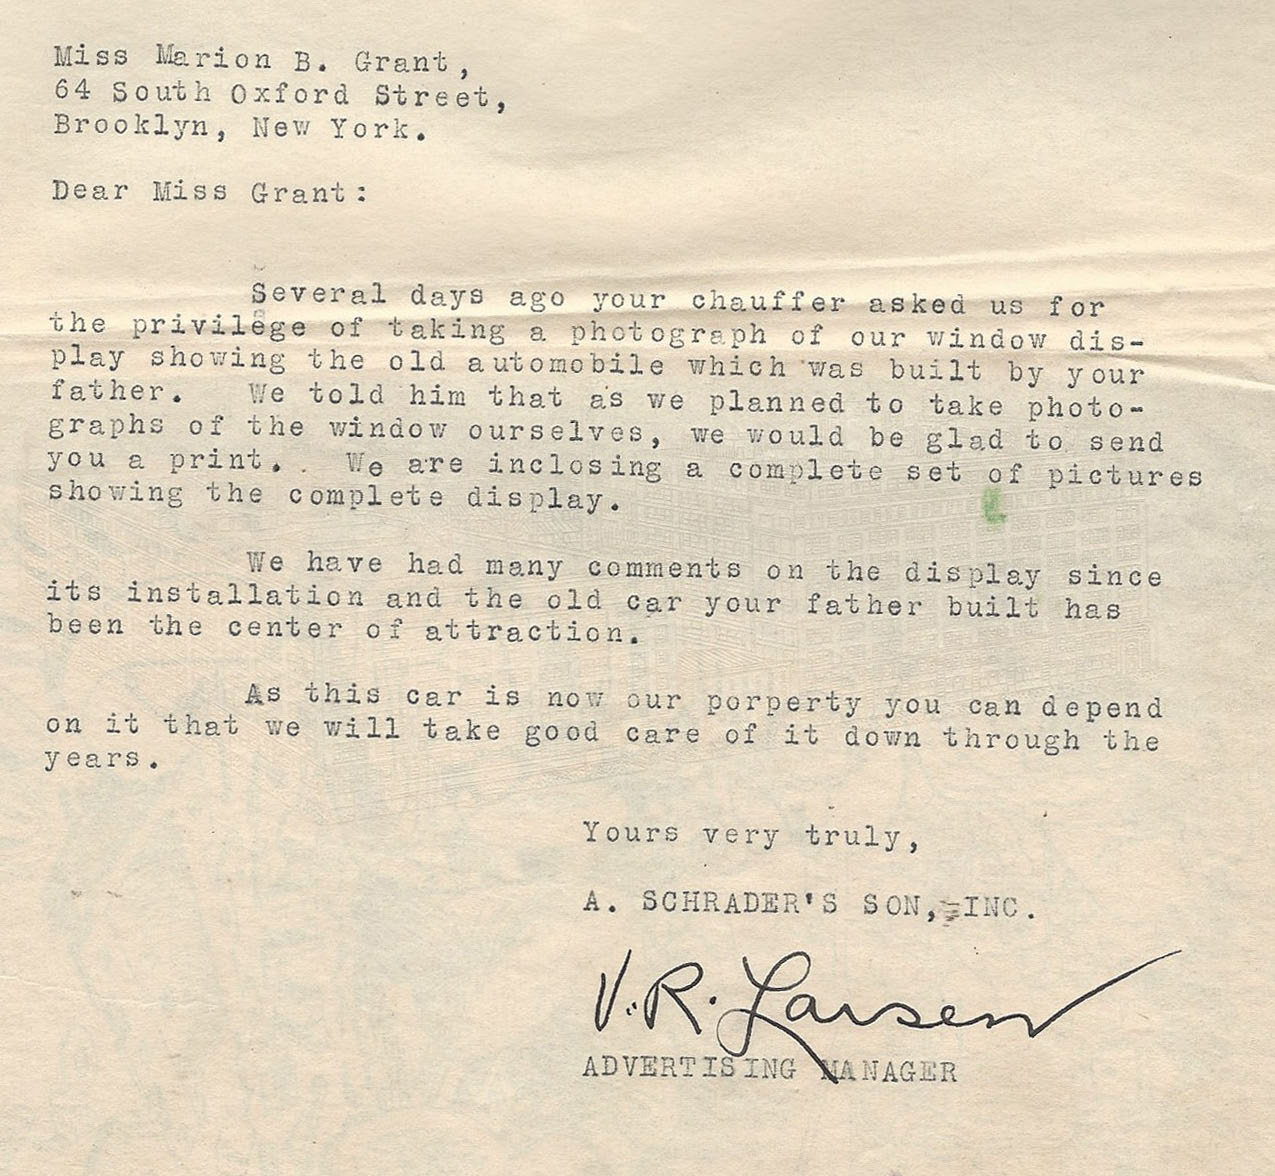 Miss Marion B. Grant,
64 South Oxford Street,
Brooklyn, New York.
Dear Miss Grant:
Several days ago your chauffer asked us for
the privilege of taking a photograph of our window dis-
play showing the old automobile which was built by your
father. We told him that as we planned to take photo-
graphs of the window ourselves, we would be glad to send
you a print. We are inclosing a complete set of pictures
showing the complete display.
We have had many comments on the display since
its installation and the old car your father built has
been the center of attraction.
As this car is now our porperty you can depend
on it that we will take good care of it down through the
years.
Yours very truly,
A. SCHRADER'S SON, INC.
V. R. Larsen
ADVERTISING MANAGER